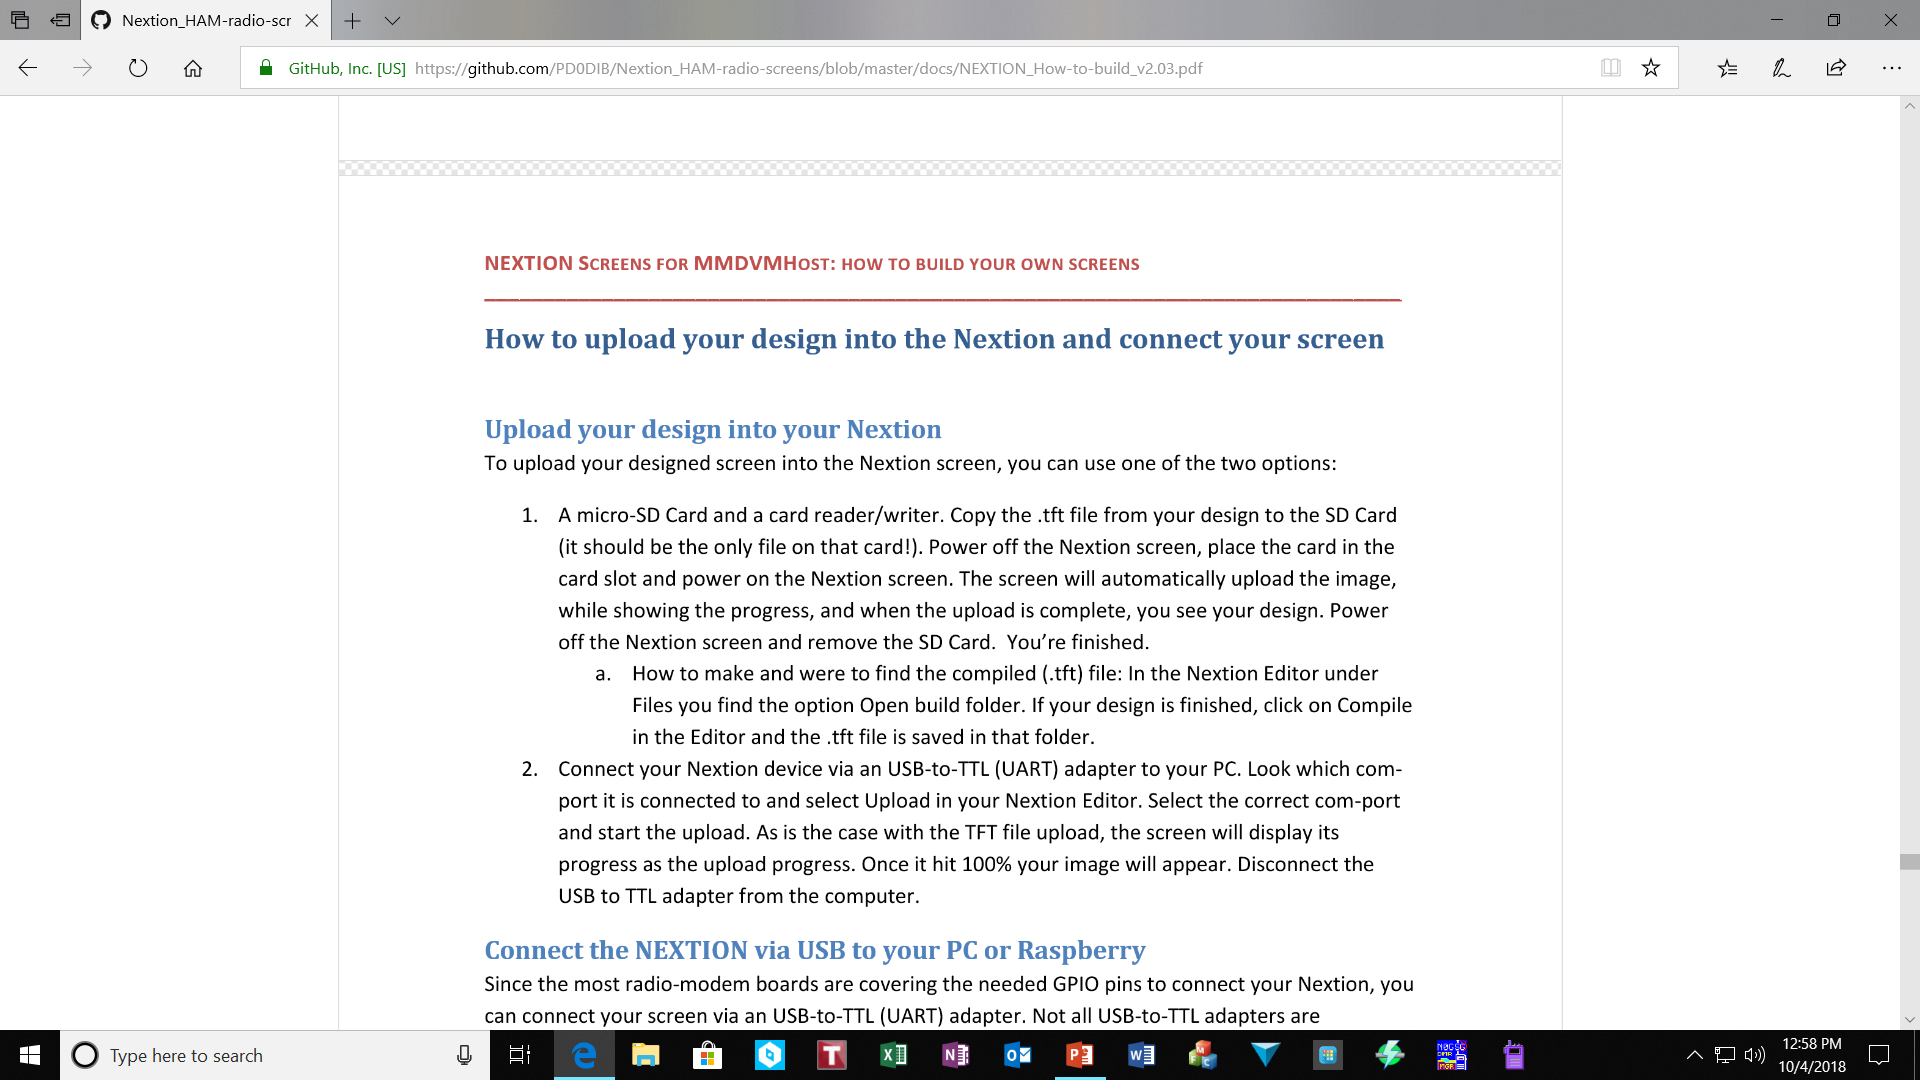 Nextion_HAM-radio-scr
GitHub, Inc. [US] https://github.com/PD0DIB/Nextion_HAM-radio-screens/blob/master/docs/NEXTION_How-to-build_v2.03.pdf
NEXTION SCREENS FOR MMDVMHOST: HOW TO BUILD YOUR OWN SCREENS
How to upload your design into the Nextion and connect your screen
Upload your design into your Nextion
To upload your designed screen into the Nextion screen, you can use one of the two options:
1. A micro-SD Card and a card reader/writer. Copy the .tft file from your design to the SD Card
(it should be the only file on that card!). Power off the Nextion screen, place the card in the
card slot and power on the Nextion screen. The screen will automatically upload the image,
while showing the progress, and when the upload is complete, you see your design. Power
off the Nextion screen and remove the SD Card.  You’re finished.
a. How to make and were to find the compiled (.tft) file: In the Nextion Editor under
Files you find the option Open build folder. If your design is finished, click on Compile
in the Editor and the .tft file is saved in that folder.
2. Connect your Nextion device via an USB-to-TTL (UART) adapter to your PC. Look which com-
port it is connected to and select Upload in your Nextion Editor. Select the correct com-port
and start the upload. As is the case with the TFT file upload, the screen will display its
progress as the upload progress. Once it hit 100% your image will appear. Disconnect the
USB to TTL adapter from the computer.
Connect the NEXTION via USB to your PC or Raspberry
Since the most radio-modem boards are covering the needed GPIO pins to connect your Nextion, you
can connect your screen via an USB-to-TTL (UART) adapter. Not all USB-to-TTL adapters are
Type here to search
12:58 PM
10/4/2018